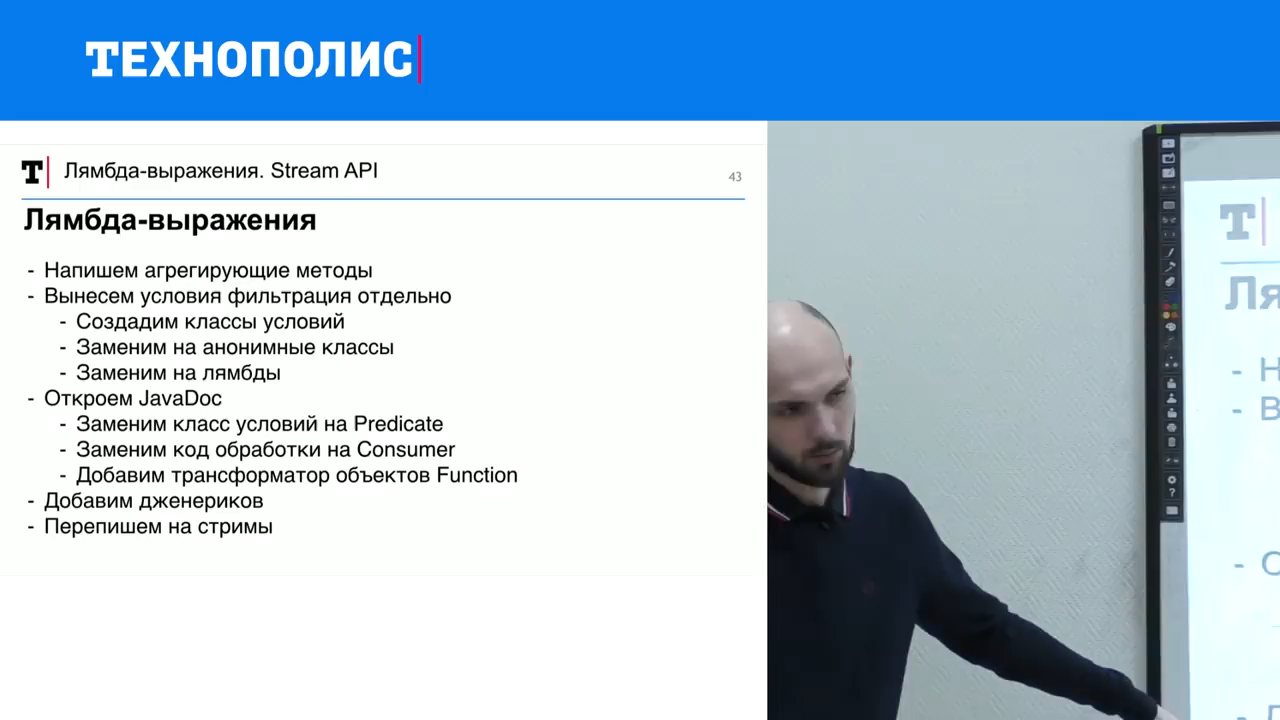 ТЕХНОПОЛИС
Т Лямбда-выражения. Stream API
43
Лямбда-выражения
- Напишем агрегирующие методы
- Вынесем условия фильтрация отдельно
- Создадим классы условий
- Заменим на анонимные классы
- Заменим на лямбды
- Откроем JavaDoc
- Заменим класс условий на Predicate
- Заменим код обработки на Consumer
- Добавим трансформатор объектов Function
- Добавим дженериков
- Перепишем на стримы
Т
Ля
- Н
- В